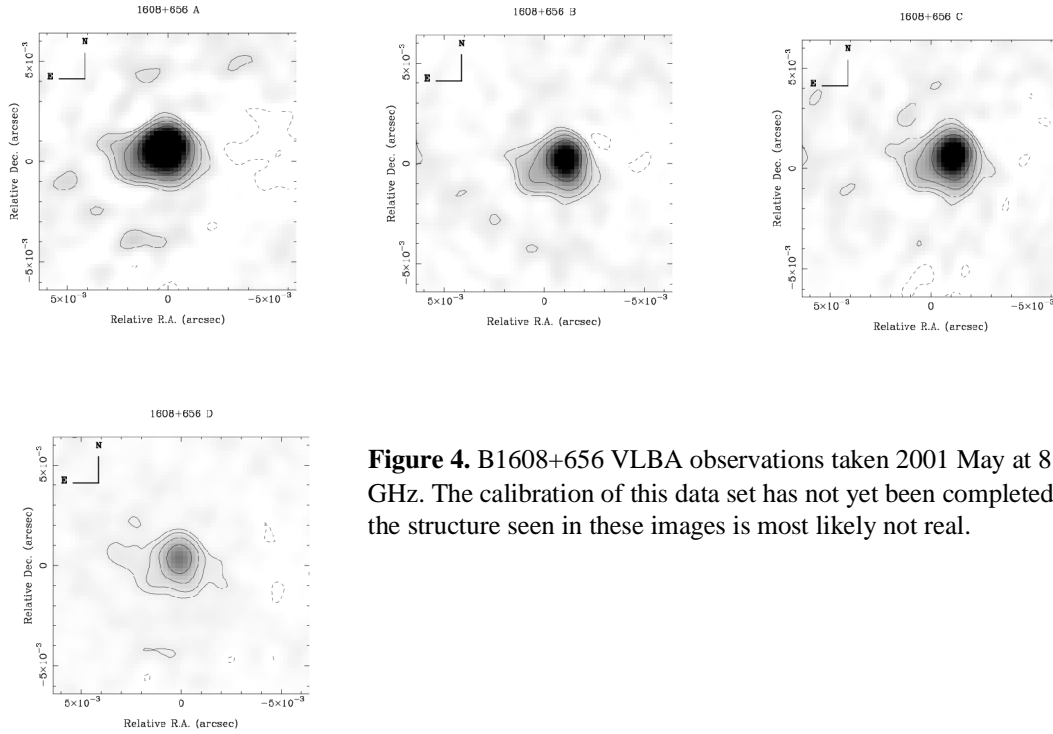 1608+656 A
N
E
5×10⁻³
0
−5×10⁻³
Relative Dec. (arcsec)
5×10⁻³
0
−5×10⁻³
Relative R.A. (arcsec)
1608+656 B
N
E
5×10⁻³
0
−5×10⁻³
Relative Dec. (arcsec)
5×10⁻³
0
−5×10⁻³
Relative R.A. (arcsec)
1608+656 C
N
E
5×10⁻³
0
−5×10⁻³
Relative Dec. (arcsec)
5×10⁻³
0
−5×10⁻³
Relative R.A. (arcsec)
1608+656 D
N
E
5×10⁻³
0
−5×10⁻³
Relative Dec. (arcsec)
5×10⁻³
0
−5×10⁻³
Relative R.A. (arcsec)
Figure 4. B1608+656 VLBA observations taken 2001 May at 8
GHz. The calibration of this data set has not yet been completed
the structure seen in these images is most likely not real.